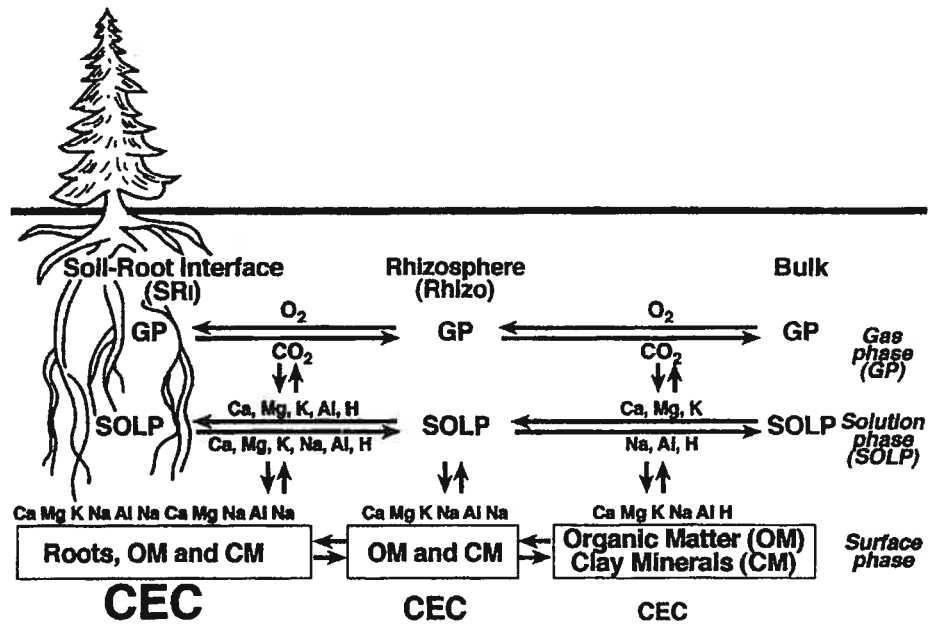 Soil-Root Interface
(SRI)
Rhizosphere
(Rhizo)
Bulk
O2
O2
GP
GP
GP
Gas
phase
(GP)
CO2
CO2
Ca, Mg, K, Al, H
Ca, Mg, K
SOLP
SOLP
SOLP
Solution
phase
(SOLP)
Ca, Mg, K, Na, Al, H
Na, Al, H
Ca Mg K Na Al Na Ca Mg Na Al Na
Ca Mg K Na Al Na
Ca Mg K Na Al H
Roots, OM and CM
OM and CM
Organic Matter (OM)
Clay Minerals (CM)
Surface
phase
CEC
CEC
CEC